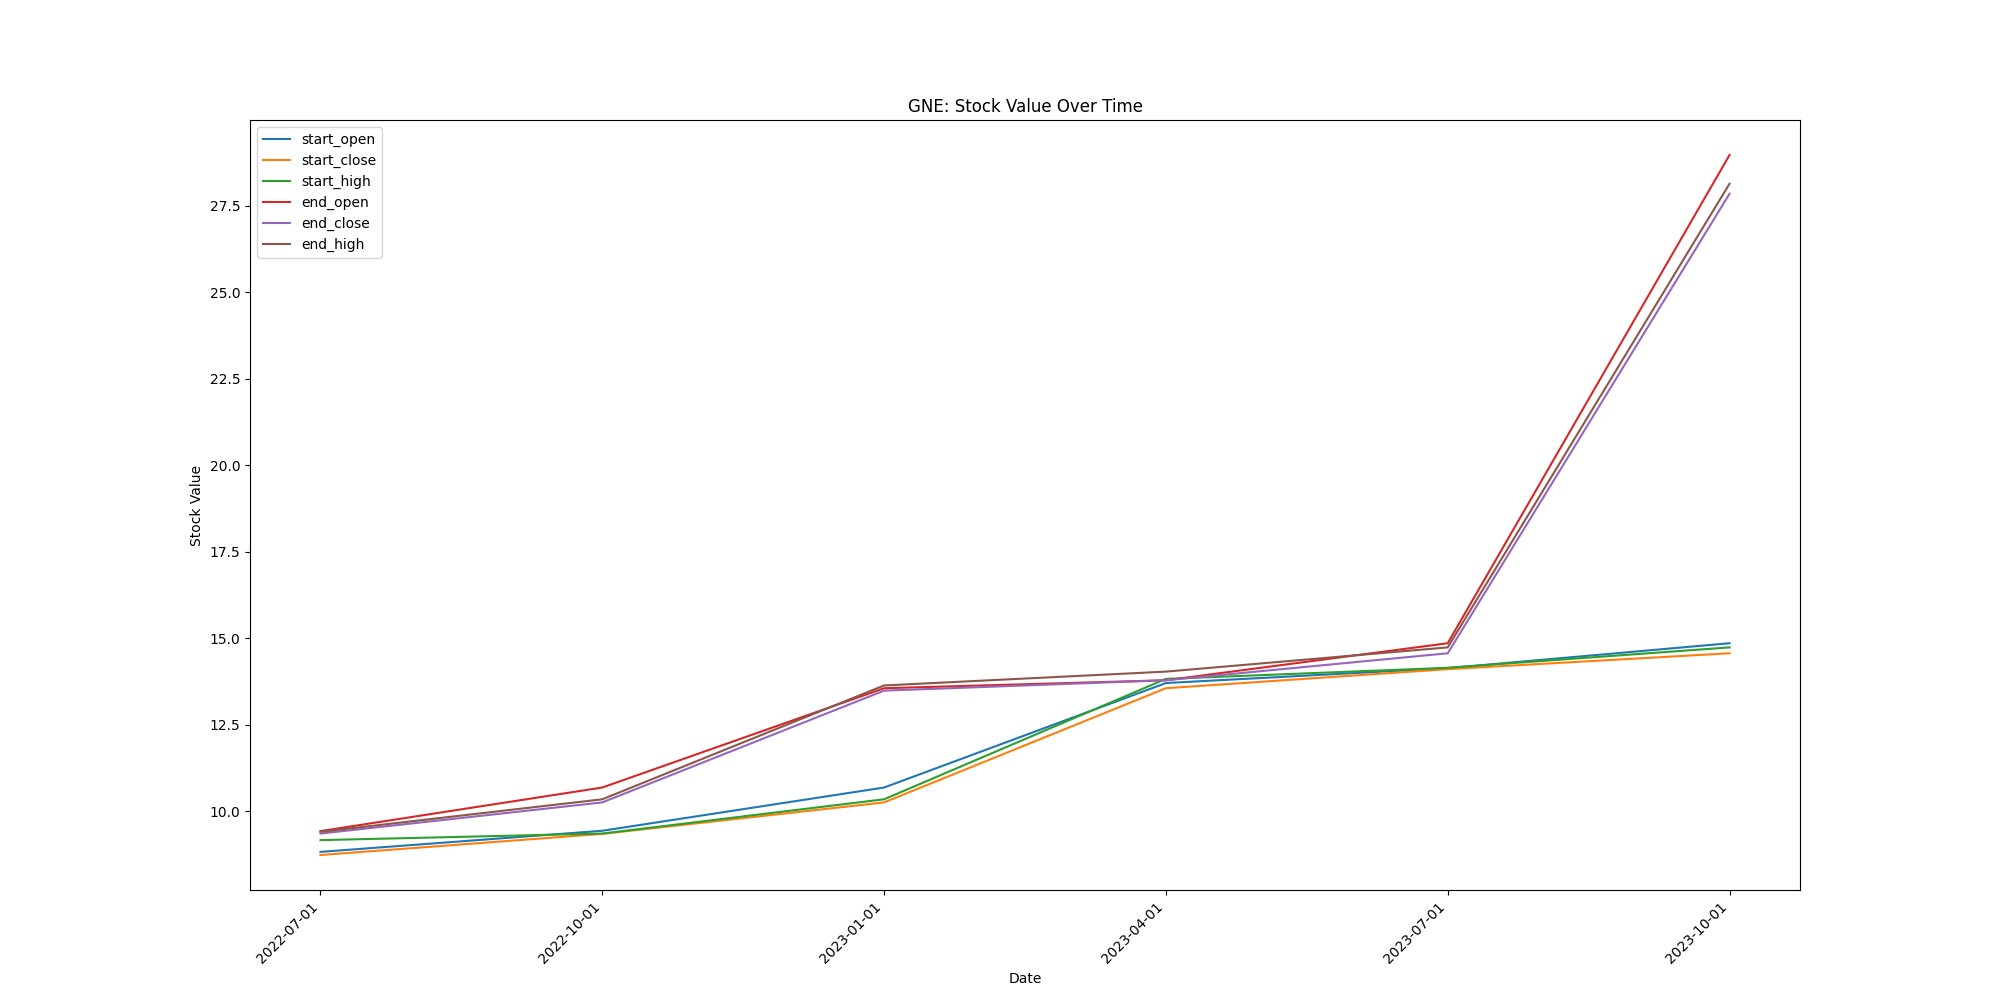 GNE: Stock Value Over Time
start_open
start_close
start_high
end_open
end_close
end_high
27.5
25.0
22.5
20.0
17.5
15.0
12.5
10.0
Stock Value
2022-07-01
2022-10-01
2023-01-01
2023-04-01
2023-07-01
2023-10-01
Date